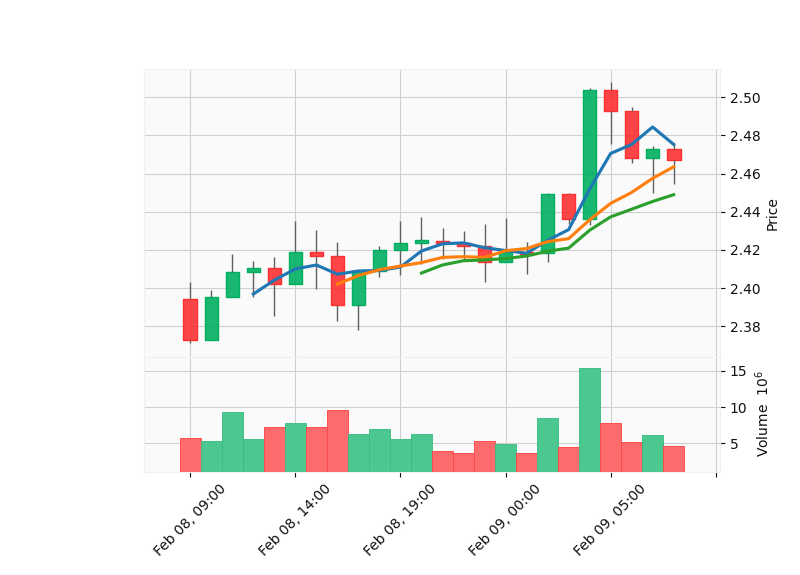 2.50
2.48
2.46
2.44
2.42
2.40
2.38
Price
15
10
5
Volume 10^6
Feb 08, 09:00
Feb 08, 14:00
Feb 08, 19:00
Feb 09, 00:00
Feb 09, 05:00